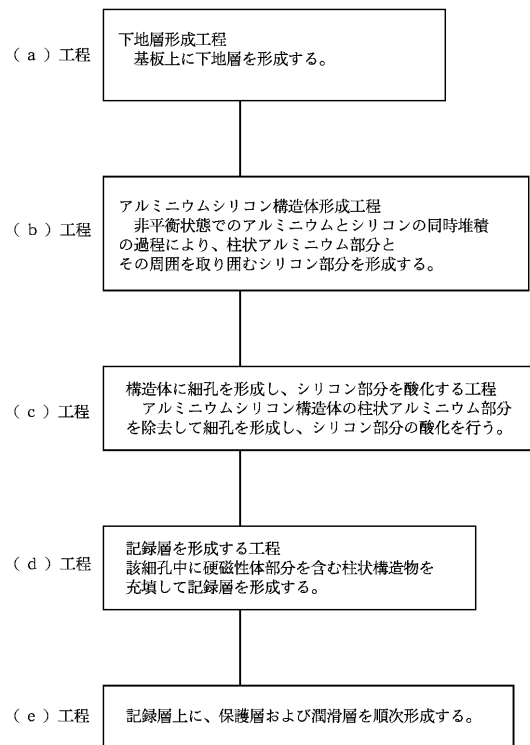 (a)工程
下地層形成工程
基板上に下地層を形成する。
(b)工程
アルミニウムシリコン構造体形成工程
非平衡状態でのアルミニウムとシリコンの同時堆積
の過程により、柱状アルミニウム部分と
その周囲を取り囲むシリコン部分を形成する。
(c)工程
構造体に細孔を形成し、シリコン部分を酸化する工程
アルミニウムシリコン構造体の柱状アルミニウム部分
を除去して細孔を形成し、シリコン部分の酸化を行う。
(d)工程
記録層を形成する工程
該細孔中に硬磁性体部分を含む柱状構造物を
充填して記録層を形成する。
(e)工程
記録層上に、保護層および潤滑層を順次形成する。